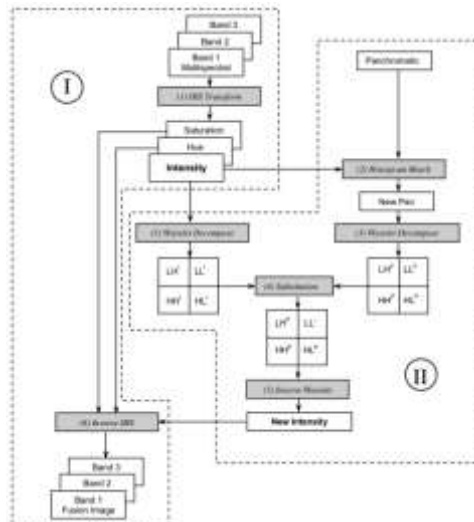 Band 3
Band 2
Band 1
Multispectral
I
Panchromatic
(1) IHS Transform
Saturation
Hue
Intensity
(2) Histogram Match
New Pan
(3) Wavelet Decompose
(3) Wavelet Decompose
LH^I LL^I
HH^I HL^I
(4) Substitution
LH^P LL^P
HH^P HL^P
LH^P LL^I
HH^P HL^P
II
(5) Inverse Wavelet
(6) Inverse IHS
New Intensity
Band 3
Band 2
Band 1
Fusion Image